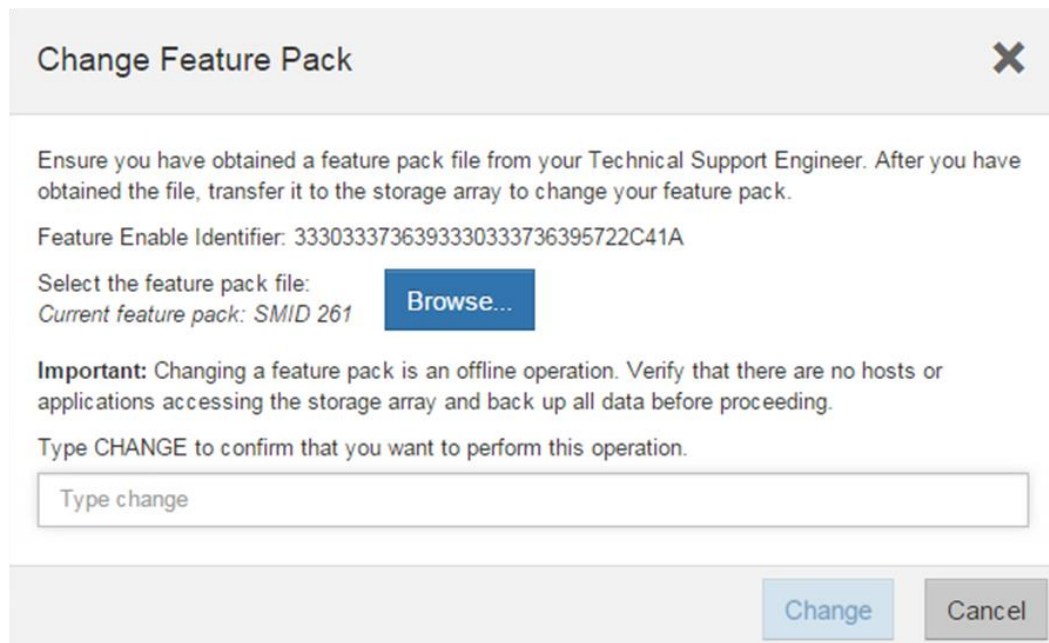 Change Feature Pack
Ensure you have obtained a feature pack file from your Technical Support Engineer. After you have
obtained the file, transfer it to the storage array to change your feature pack.
Feature Enable Identifier: 3330333736393330333736395722C41A
Select the feature pack file:
Current feature pack: SMID 261
Browse...
Important: Changing a feature pack is an offline operation. Verify that there are no hosts or
applications accessing the storage array and back up all data before proceeding.
Type CHANGE to confirm that you want to perform this operation.
Type change
Change
Cancel